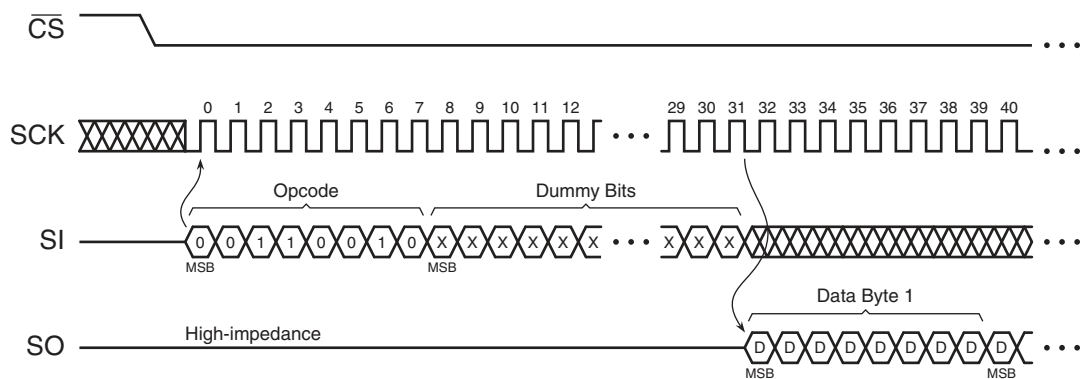 CS
SCK 0 1 2 3 4 5 6 7 8 9 10 11 12 29 30 31 32 33 34 35 36 37 38 39 40
Opcode Dummy Bits
SI 0 0 1 1 0 0 1 0 X X X X X X X X X
MSB MSB
Data Byte 1
High-impedance
SO D D D D D D D D D
MSB MSB